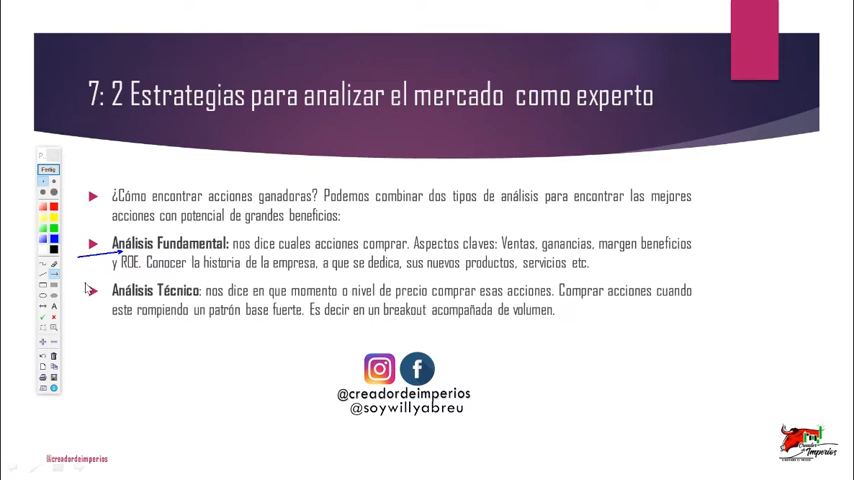 7: 2 Estrategias para analizar el mercado como experto
¿Cómo encontrar acciones ganadoras? Podemos combinar dos tipos de análisis para encontrar las mejores
acciones con potencial de grandes beneficios:
Análisis Fundamental: nos dice cuales acciones comprar. Aspectos claves: Ventas, ganancias, margen beneficios
y ROE. Conocer la historia de la empresa, a que se dedica, sus nuevos productos, servicios etc.
Análisis Técnico: nos dice en que momento o nivel de precio comprar esas acciones. Comprar acciones cuando
este rompiendo un patrón base fuerte. Es decir en un breakout acompañada de volumen.
@creadordeimperios
@soywillyabreu
@creadordeimperios
Creador
de Imperios
P..
Fertig
A